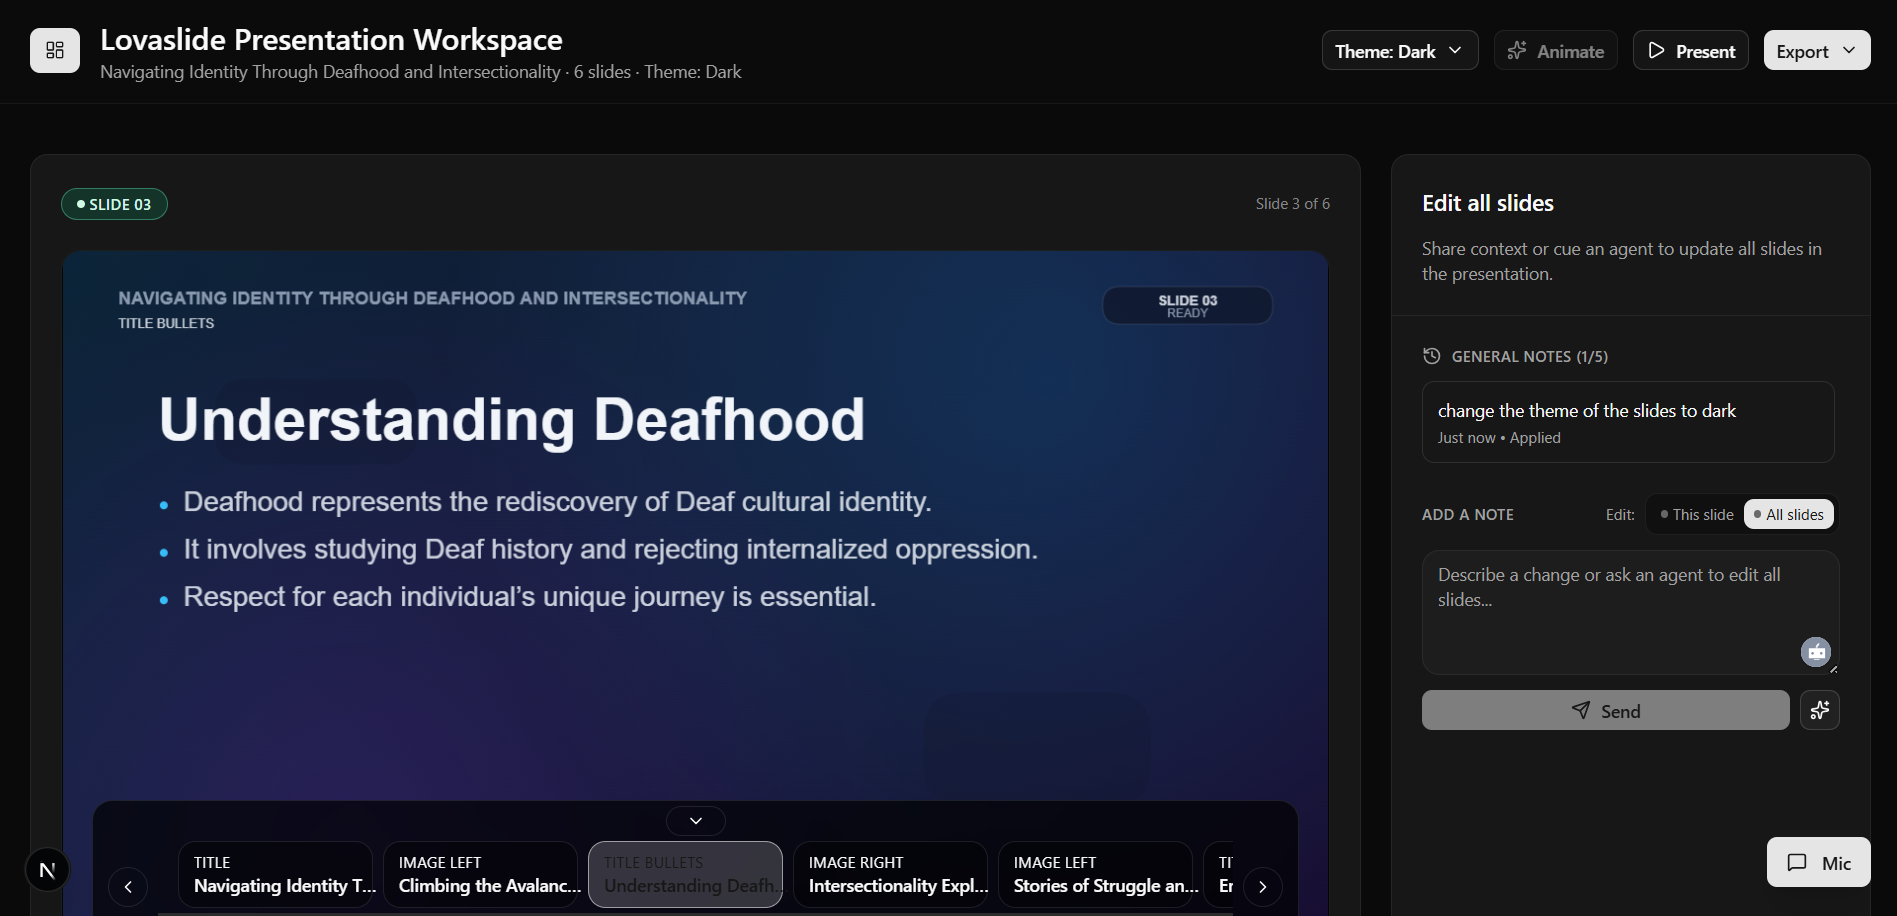 Lovaslide Presentation Workspace
Navigating Identity Through Deafhood and Intersectionality · 6 slides · Theme: Dark
Theme: Dark
Animate
Present
Export
SLIDE 03
Slide 3 of 6
NAVIGATING IDENTITY THROUGH DEAFHOOD AND INTERSECTIONALITY
TITLE BULLETS
SLIDE 03
READY
Understanding Deafhood
• Deafhood represents the rediscovery of Deaf cultural identity.
• It involves studying Deaf history and rejecting internalized oppression.
• Respect for each individual’s unique journey is essential.
TITLE
Navigating Identity T...
IMAGE LEFT
Climbing the Avalanc...
TITLE BULLETS
Understanding Deafh...
IMAGE RIGHT
Intersectionality Expl...
IMAGE LEFT
Stories of Struggle an...
TI
Er
N
Edit all slides
Share context or cue an agent to update all slides in
the presentation.
GENERAL NOTES (1/5)
change the theme of the slides to dark
Just now • Applied
ADD A NOTE
Edit:
This slide
All slides
Describe a change or ask an agent to edit all
slides...
Send
Mic